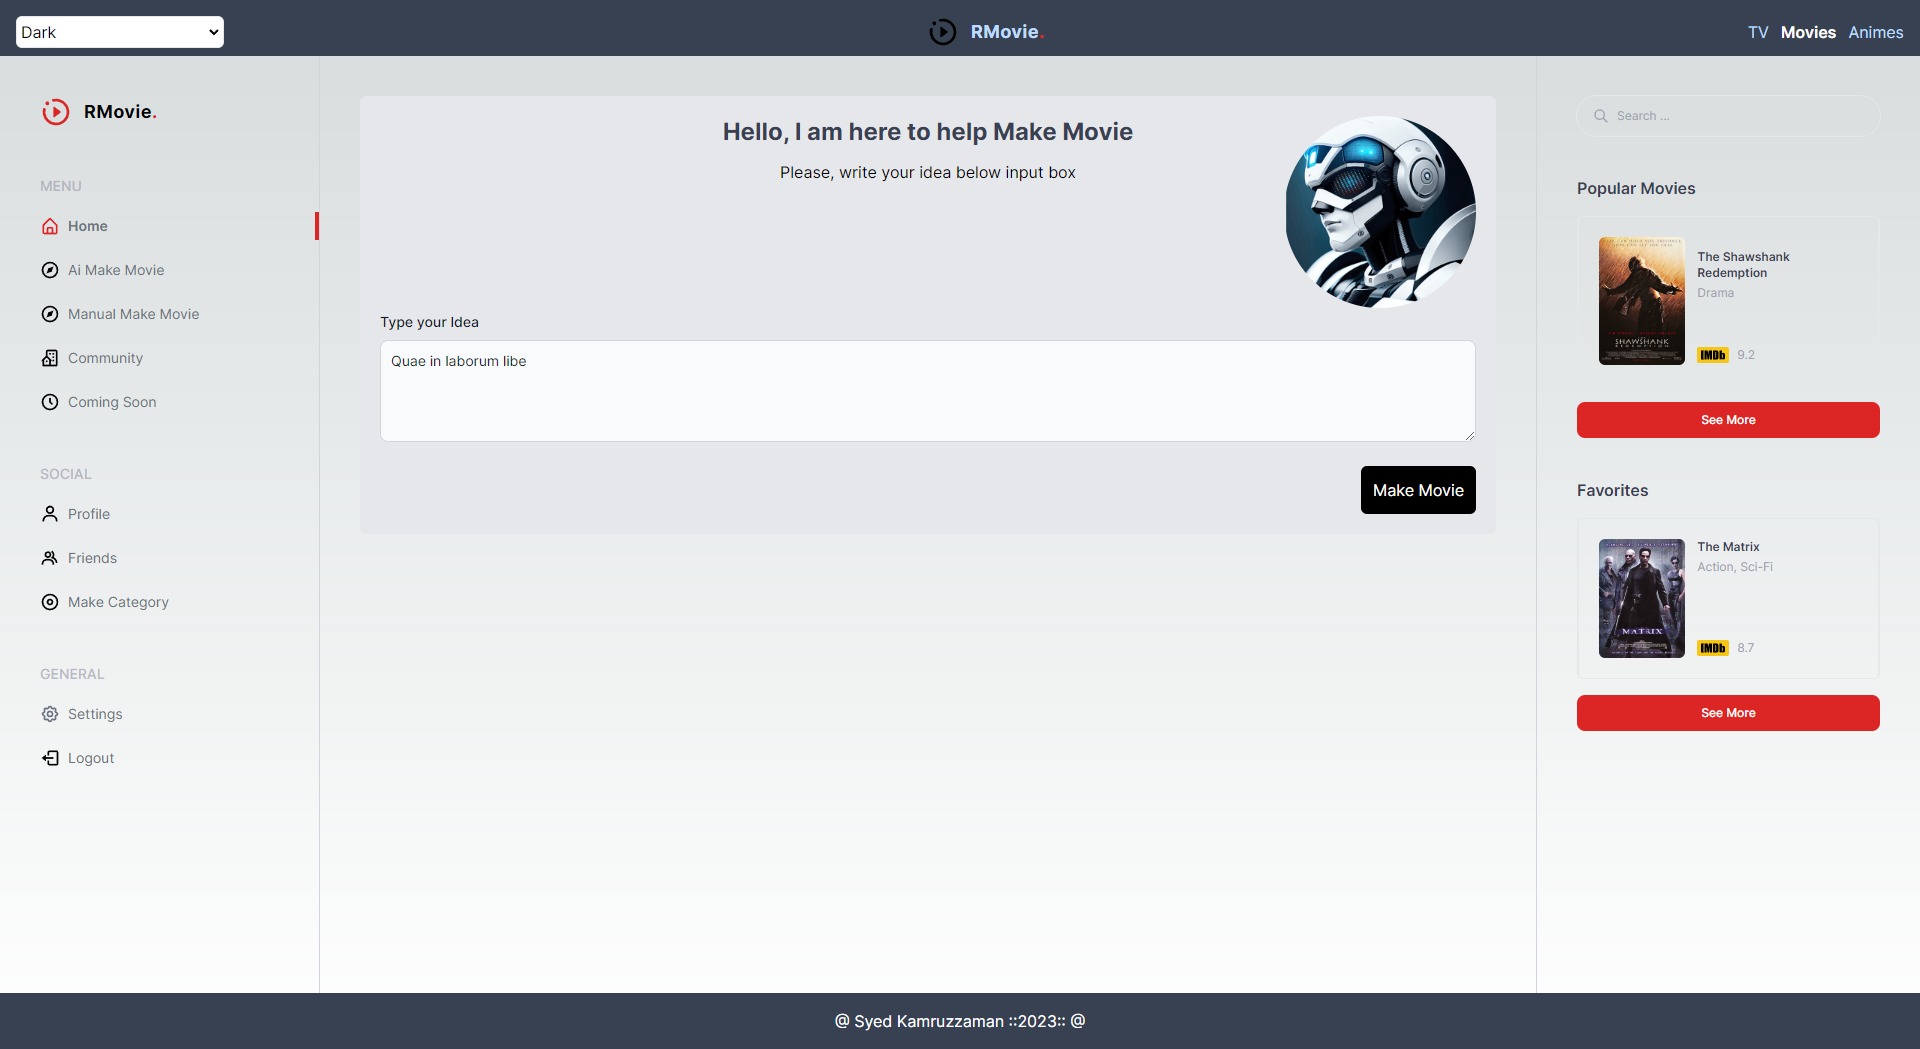 Dark
RMovie.
TV Movies Animes
RMovie.
MENU
Home
Ai Make Movie
Manual Make Movie
Community
Coming Soon
SOCIAL
Profile
Friends
Make Category
GENERAL
Settings
Logout
Hello, I am here to help Make Movie
Please, write your idea below input box
Type your Idea
Quae in laborum libe
Make Movie
Search ...
Popular Movies
SHAWSHANK
REDEMPTION
The Shawshank
Redemption
Drama
IMDb 9.2
See More
Favorites
MATRIX
The Matrix
Action, Sci-Fi
IMDb 8.7
See More
@ Syed Kamruzzaman ::2023:: @